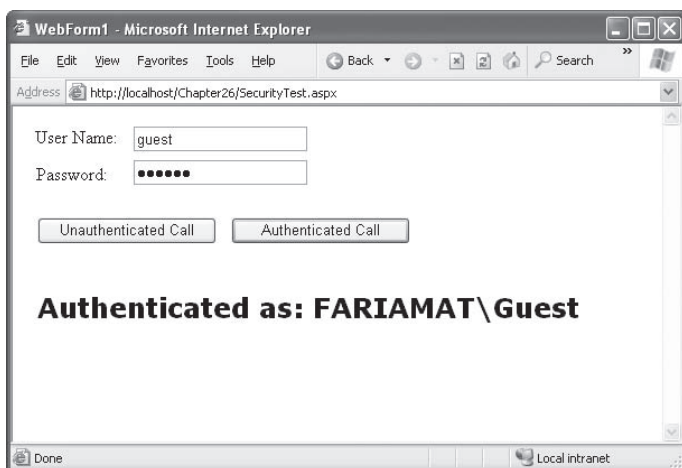 WebForm1 - Microsoft Internet Explorer
File Edit View Favorites Tools Help Back Search »
Address http://localhost/Chapter26/SecurityTest.aspx
User Name: guest
Password: ••••••
Unauthenticated Call Authenticated Call
Authenticated as: FARIAMAT\Guest
Done Local intranet